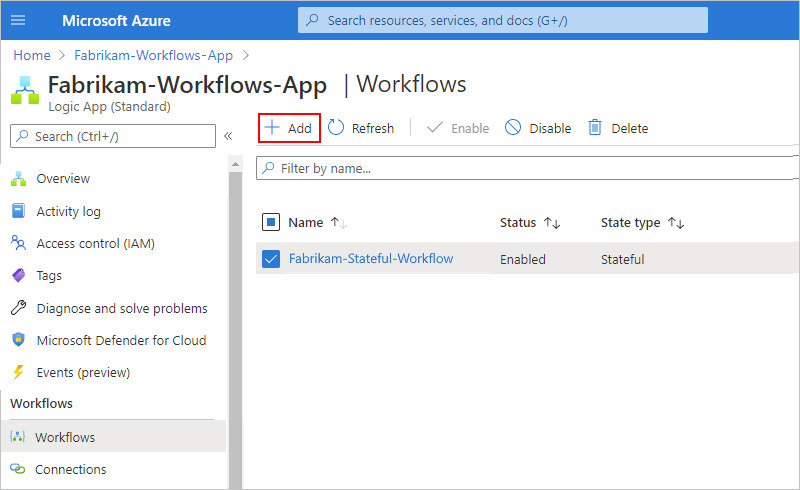 Microsoft Azure
Search resources, services, and docs (G+/)
Home > Fabrikam-Workflows-App >
Fabrikam-Workflows-App | Workflows
Logic App (Standard)
Search (Ctrl+/) «
Add Refresh | Enable Disable Delete
Filter by name...
Overview
Activity log
Access control (IAM)
Tags
Diagnose and solve problems
Microsoft Defender for Cloud
Events (preview)
Workflows
Workflows
Connections
Name ↑↓ Status ↑↓ State type ↑↓
Fabrikam-Stateful-Workflow Enabled Stateful